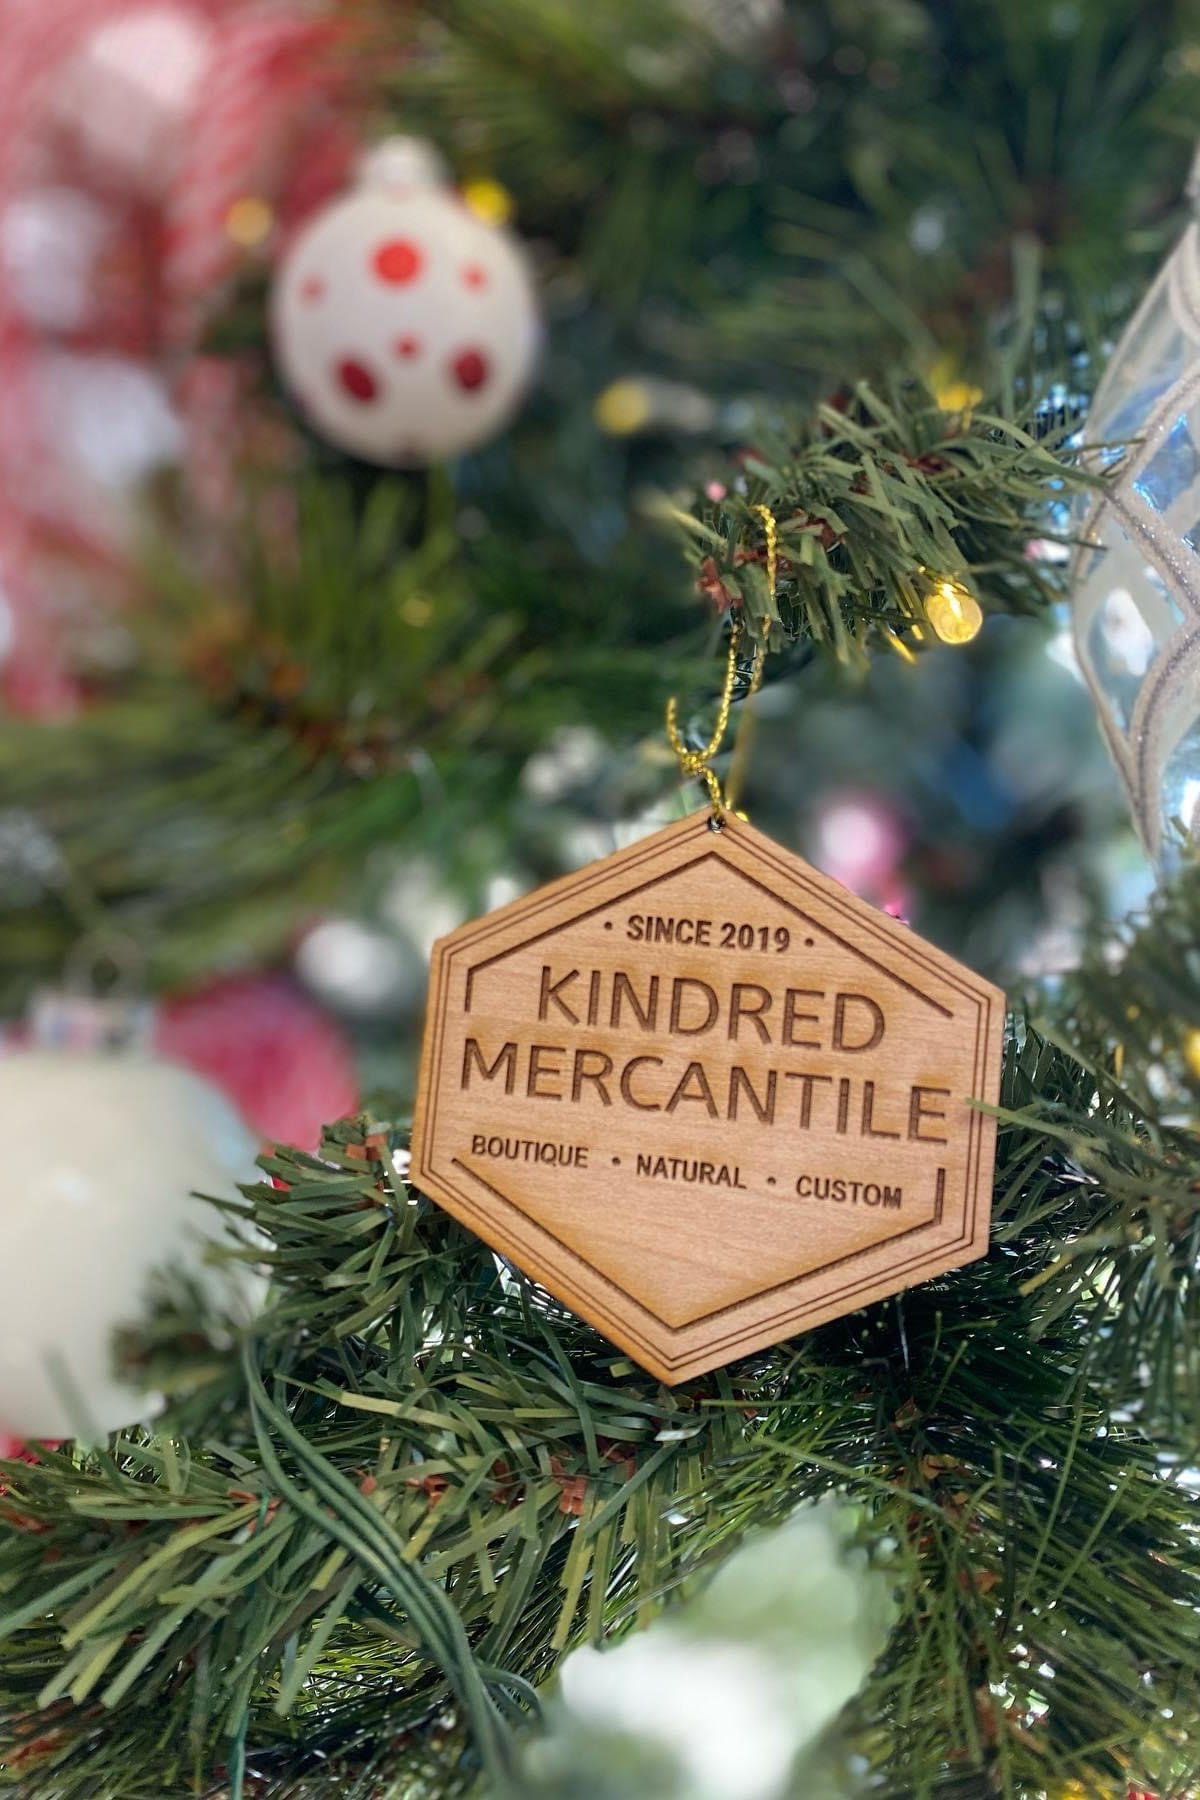 • SINCE 2019 •
KINDRED
MERCANTILE
BOUTIQUE • NATURAL • CUSTOM